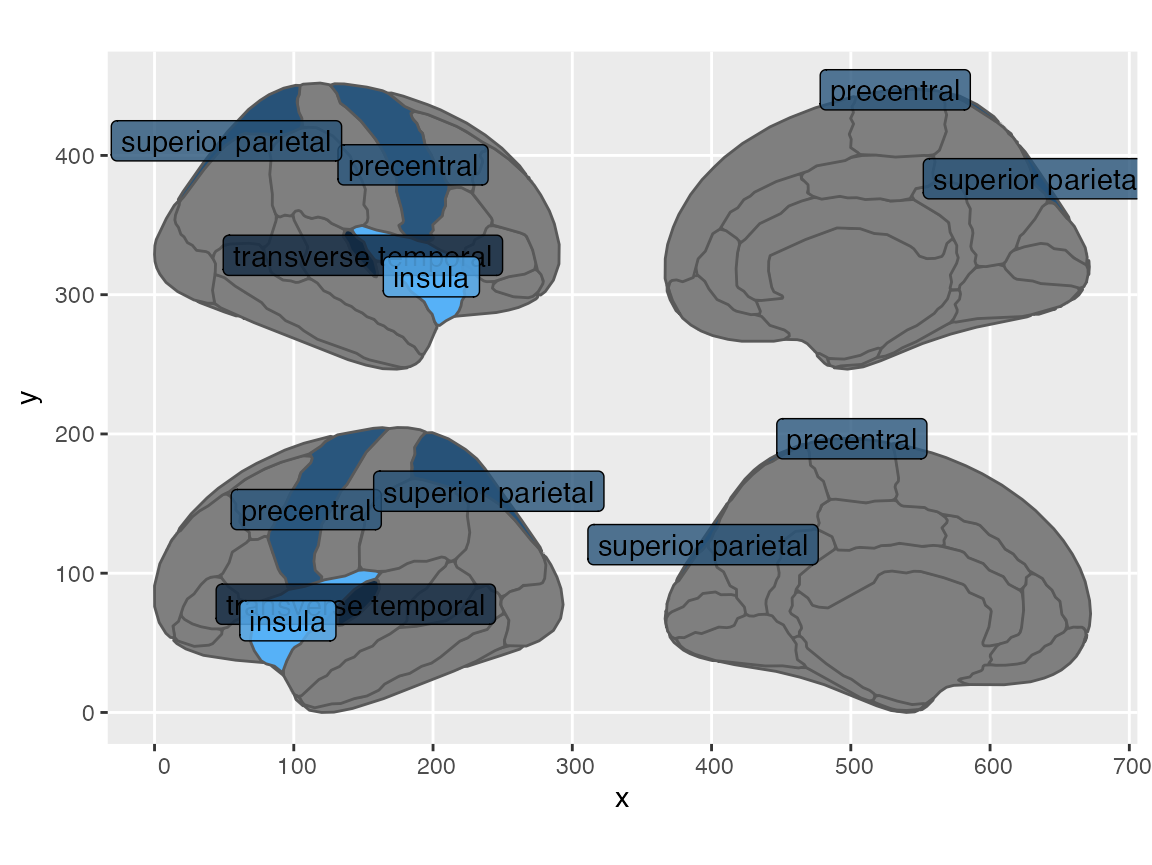 precentral
superior parietal
precentral
superior parieta
transverse temporal
insula
precentral
superior parietal
precentral
superior parietal
transverse temporal
insula
400
300
200
100
0
y
0 100 200 300 400 500 600 700
x